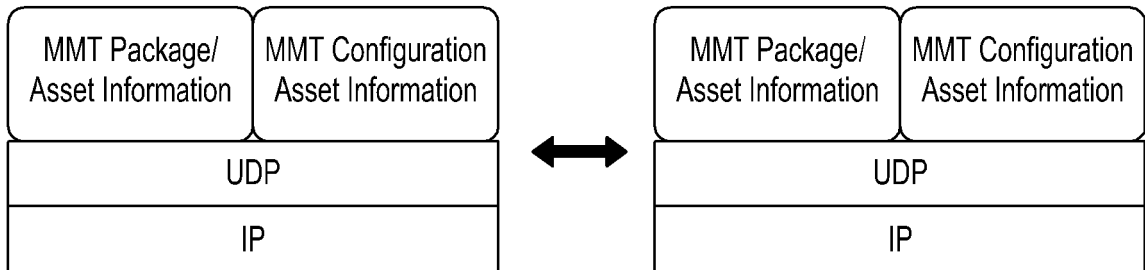 MMT Package/
Asset Information
MMT Configuration
Asset Information
UDP
IP
MMT Package/
Asset Information
MMT Configuration
Asset Information
UDP
IP